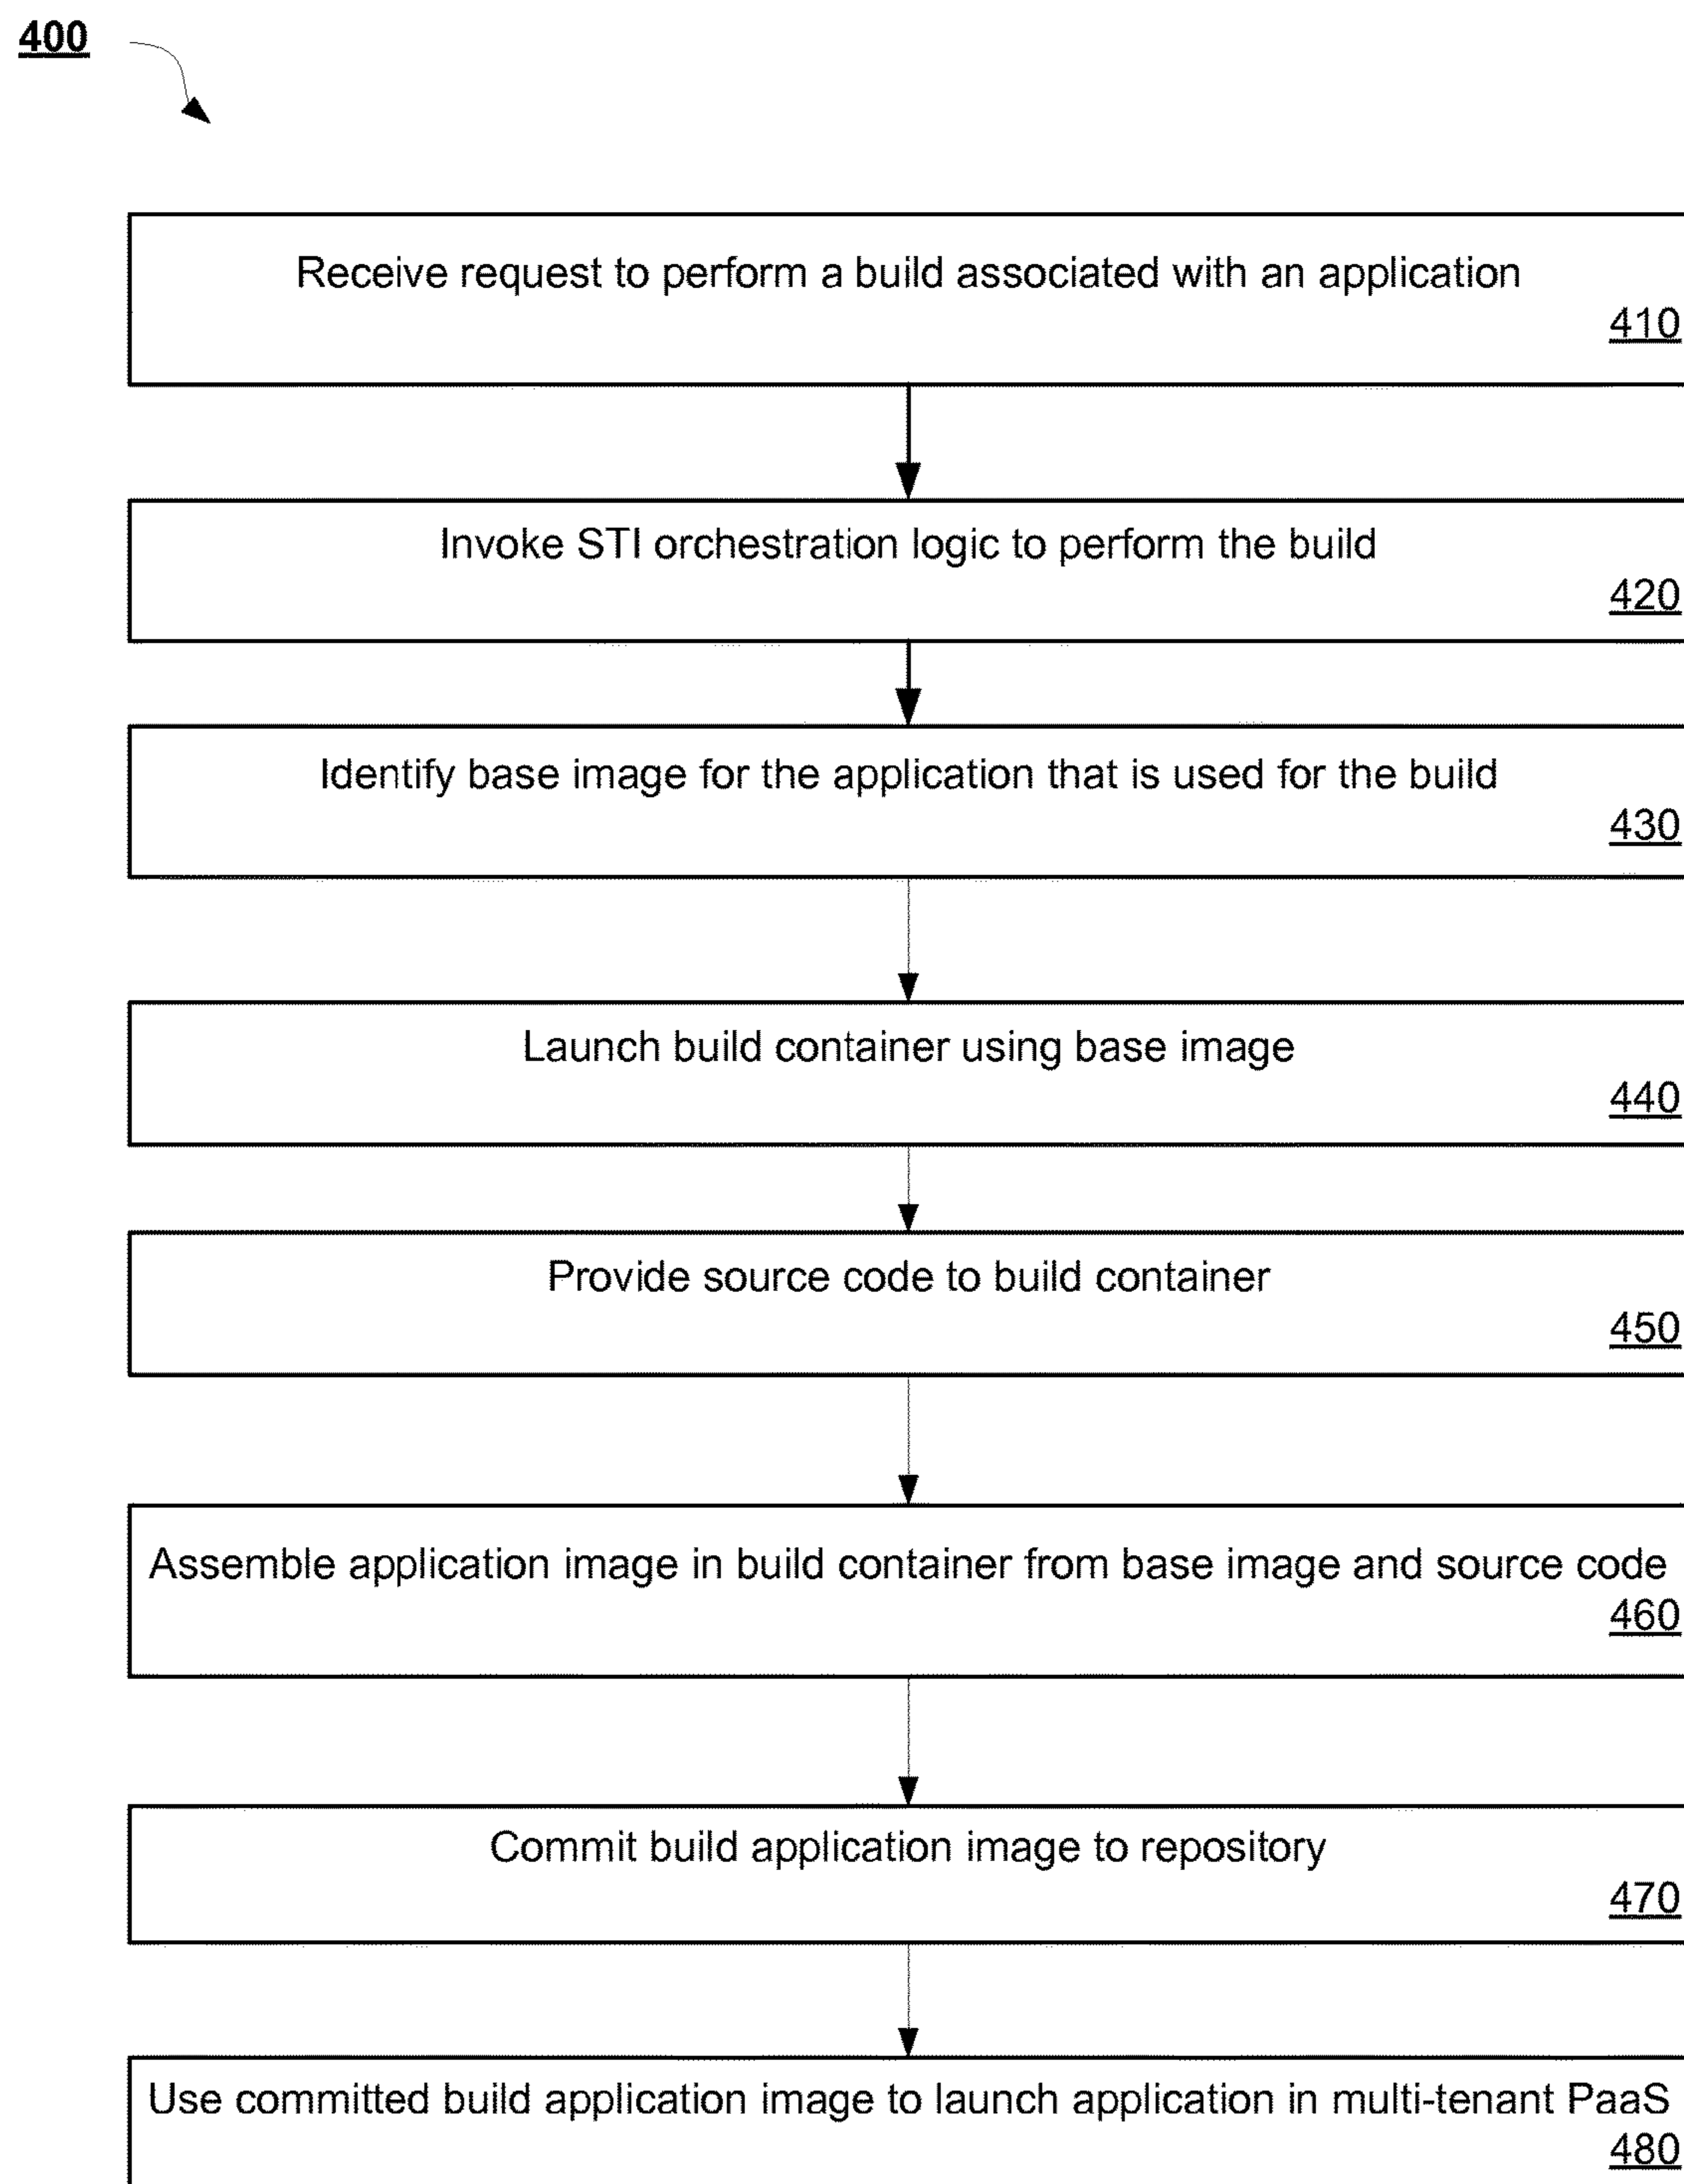 400
Receive request to perform a build associated with an application
410
Invoke STI orchestration logic to perform the build
420
Identify base image for the application that is used for the build
430
Launch build container using base image
440
Provide source code to build container
450
Assemble application image in build container from base image and source code
460
Commit build application image to repository
470
Use committed build application image to launch application in multi-tenant PaaS
480